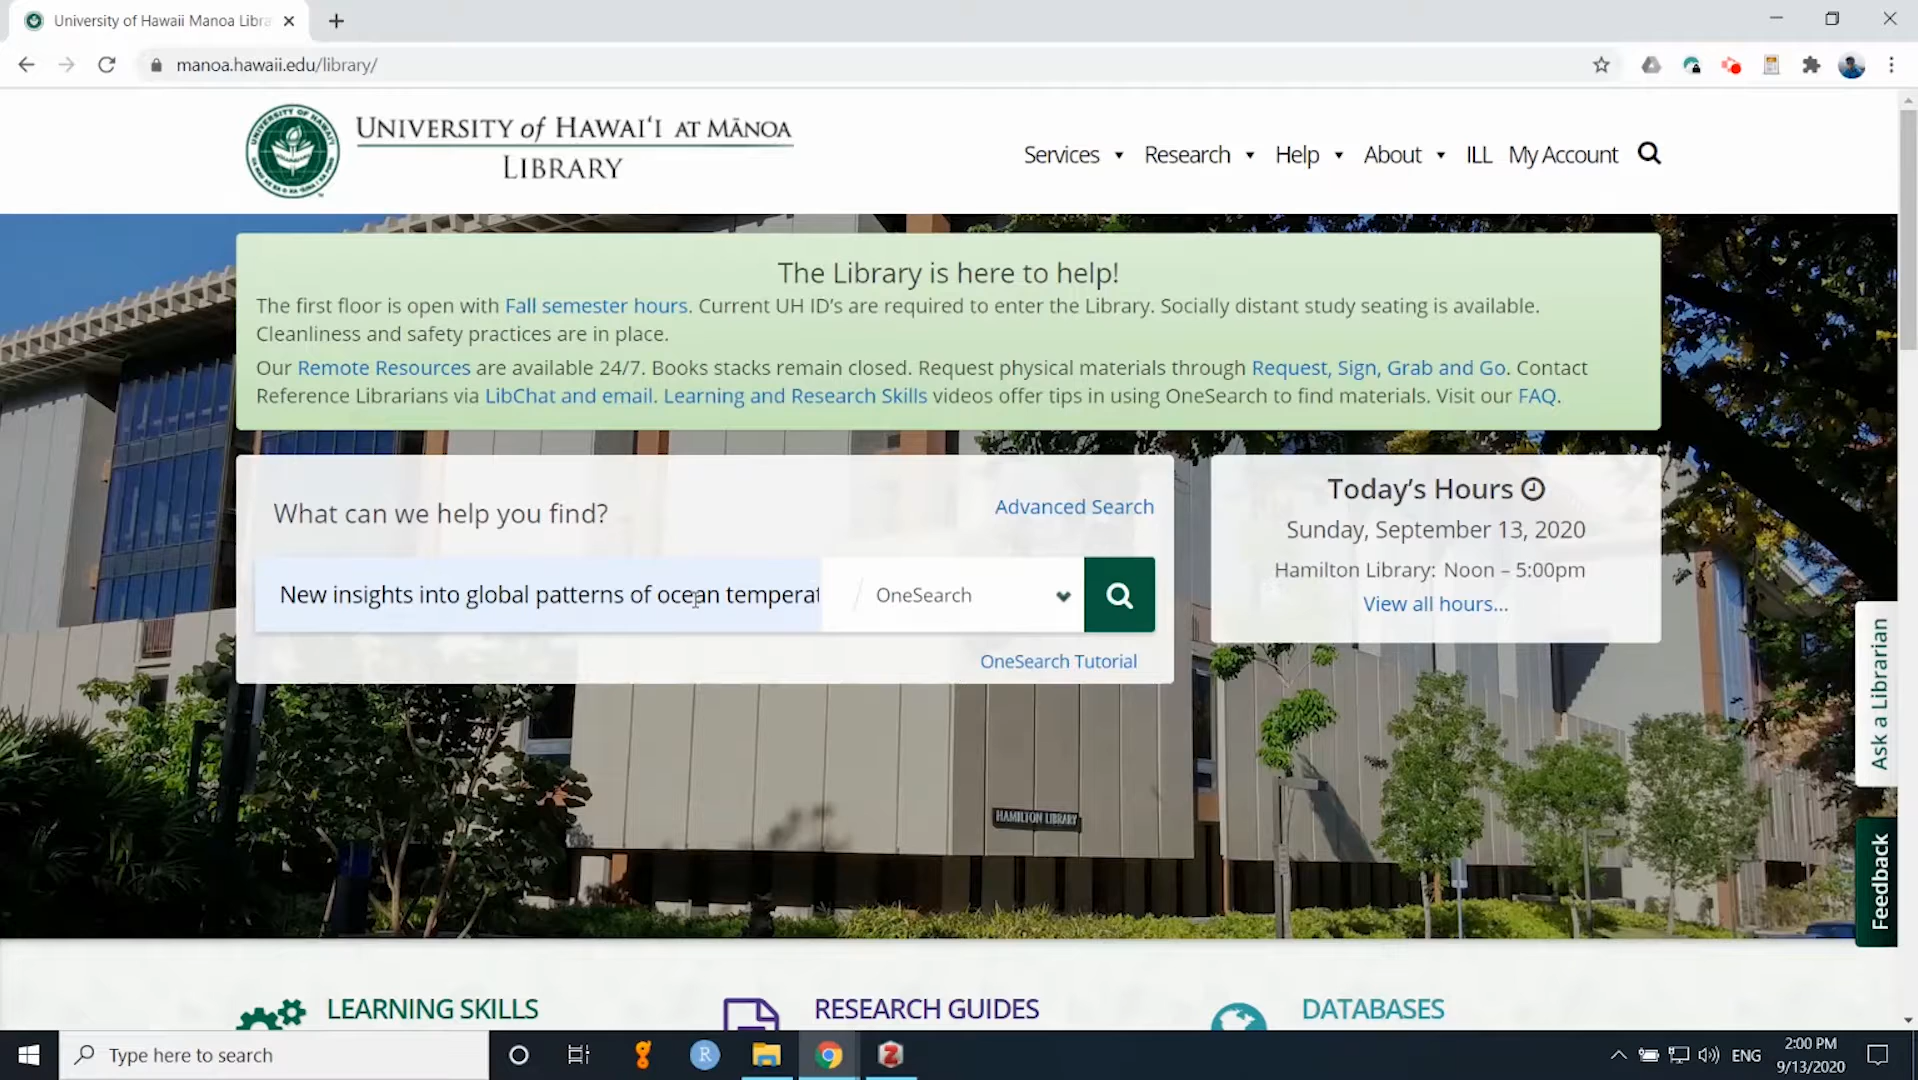 University of Hawaii Manoa Libra
manoa.hawaii.edu/library/
UNIVERSITY of HAWAIʻI AT MĀNOA
LIBRARY
Services
Research
Help
About
ILL
My Account
The Library is here to help!
The first floor is open with Fall semester hours. Current UH ID’s are required to enter the Library. Socially distant study seating is available.
Cleanliness and safety practices are in place.
Our Remote Resources are available 24/7. Books stacks remain closed. Request physical materials through Request, Sign, Grab and Go. Contact
Reference Librarians via LibChat and email. Learning and Research Skills videos offer tips in using OneSearch to find materials. Visit our FAQ.
What can we help you find?
Advanced Search
New insights into global patterns of ocean temperat
OneSearch
OneSearch Tutorial
Today’s Hours
Sunday, September 13, 2020
Hamilton Library: Noon – 5:00pm
View all hours...
Ask a Librarian
Feedback
HAMILTON LIBRARY
LEARNING SKILLS
RESEARCH GUIDES
DATABASES
Type here to search
R
Z
ENG
2:00 PM
9/13/2020